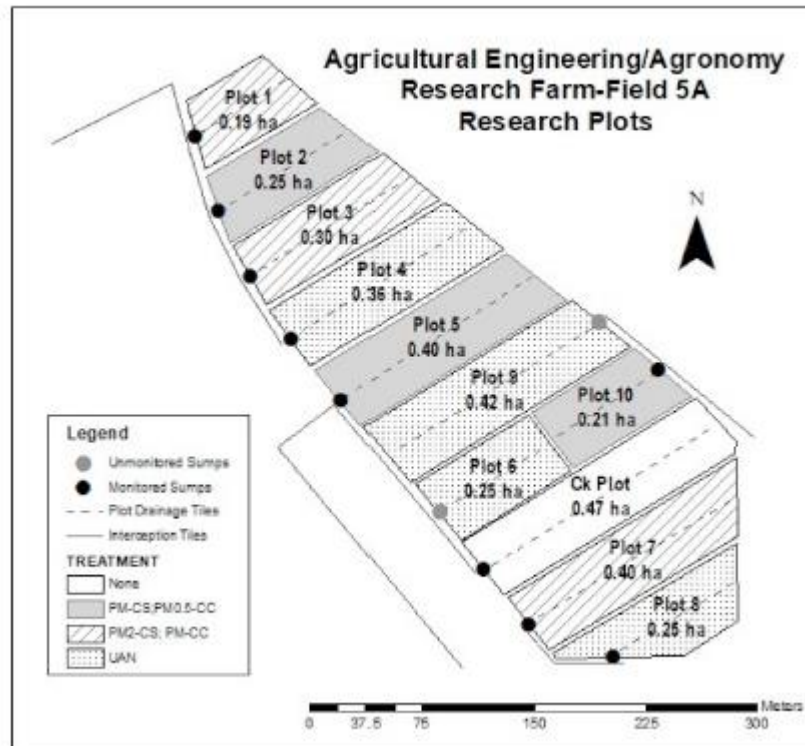 Agricultural Engineering/Agronomy
Research Farm-Field 5A
Research Plots
Plot 1
0.19 ha
Plot 2
0.25 ha
Plot 3
0.30 ha
Plot 4
0.36 ha
Plot 5
0.40 ha
Plot 9
0.42 ha
Plot 10
0.21 ha
Plot 6
0.25 ha
Ck Plot
0.47 ha
Plot 7
0.40 ha
Plot 8
0.25 ha
N
Legend
Unmonitored Sumps
Monitored Sumps
Plot Drainage Tiles
Interception Tiles
TREATMENT
None
PM-CS;PM0.5-CC
PM2-CS; PM-CC
UAN
Meters
0 37.5 75 150 225 300